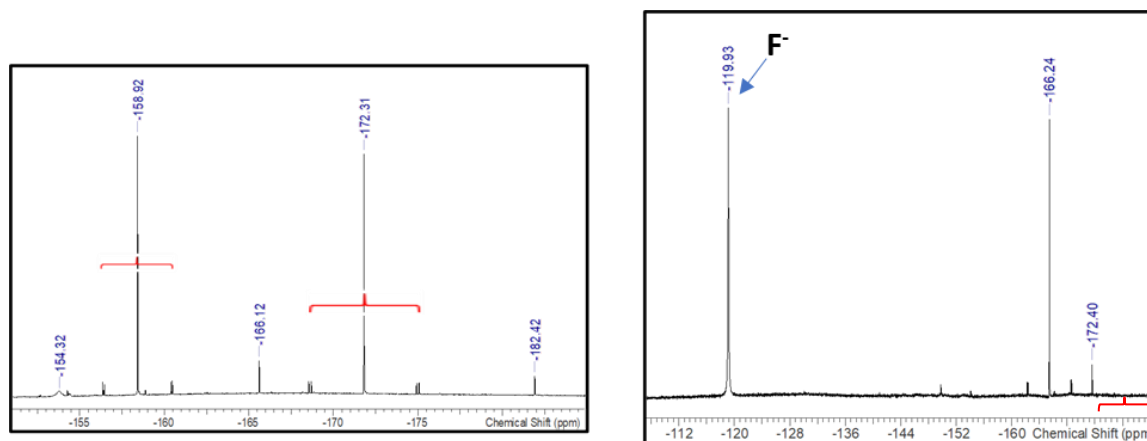 -158.92
-172.31
-166.12
-154.32
-182.42
-155 -160 -165 -170 -175 Chemical Shift (ppm)
F-
-119.93
-166.24
-172.40
-112 -120 -128 -136 -144 -152 -160 Chemical Shift (ppm)